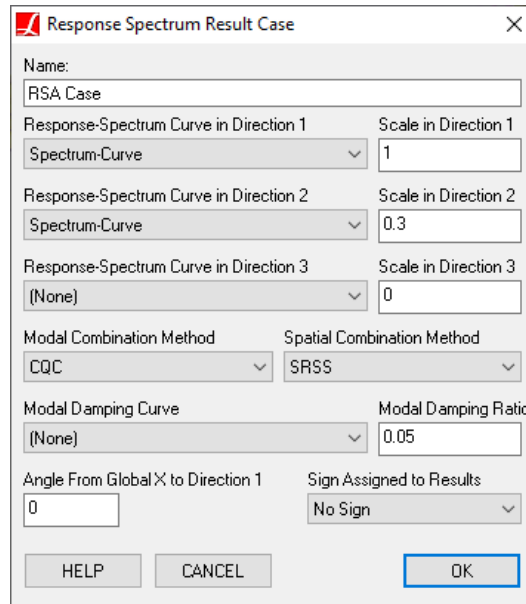 Response Spectrum Result Case
Name:
RSA Case
Response-Spectrum Curve in Direction 1 Scale in Direction 1
Spectrum-Curve 1
Response-Spectrum Curve in Direction 2 Scale in Direction 2
Spectrum-Curve 0.3
Response-Spectrum Curve in Direction 3 Scale in Direction 3
(None) 0
Modal Combination Method Spatial Combination Method
CQC SRSS
Modal Damping Curve Modal Damping Ratio
(None) 0.05
Angle From Global X to Direction 1 Sign Assigned to Results
0 No Sign
HELP CANCEL OK